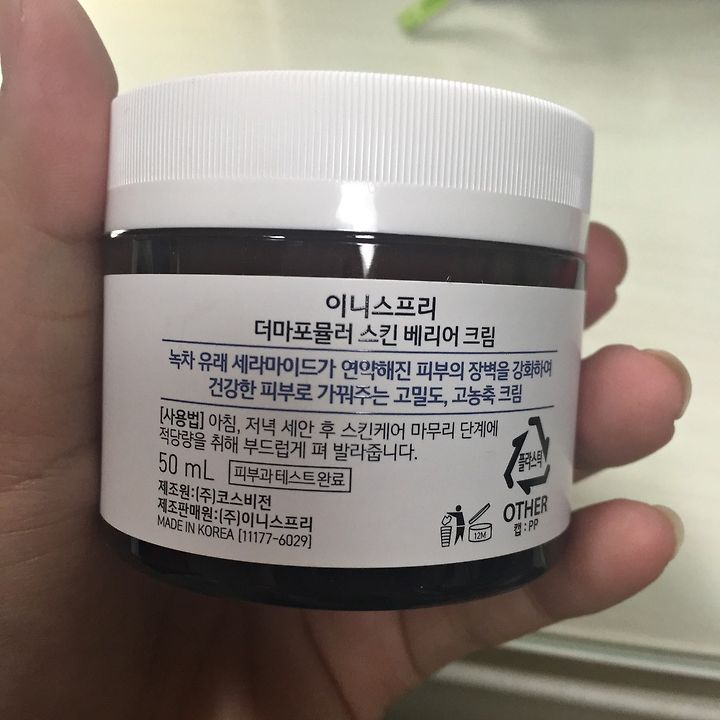 이니스프리
더마포뮬러 스킨 베리어 크림
녹차 유래 세라마이드가 연약해진 피부의 장벽을 강화하여
건강한 피부로 가꿔주는 고밀도, 고농축 크림
[사용법] 아침, 저녁 세안 후 스킨케어 마무리 단계에
적당량을 취해 부드럽게 펴 발라줍니다.
50 mL 피부과테스트완료
제조원:(주)코스비전
제조판매원:(주)이니스프리
MADE IN KOREA [11177-6029]
12M
플라스틱
OTHER
캡 : PP